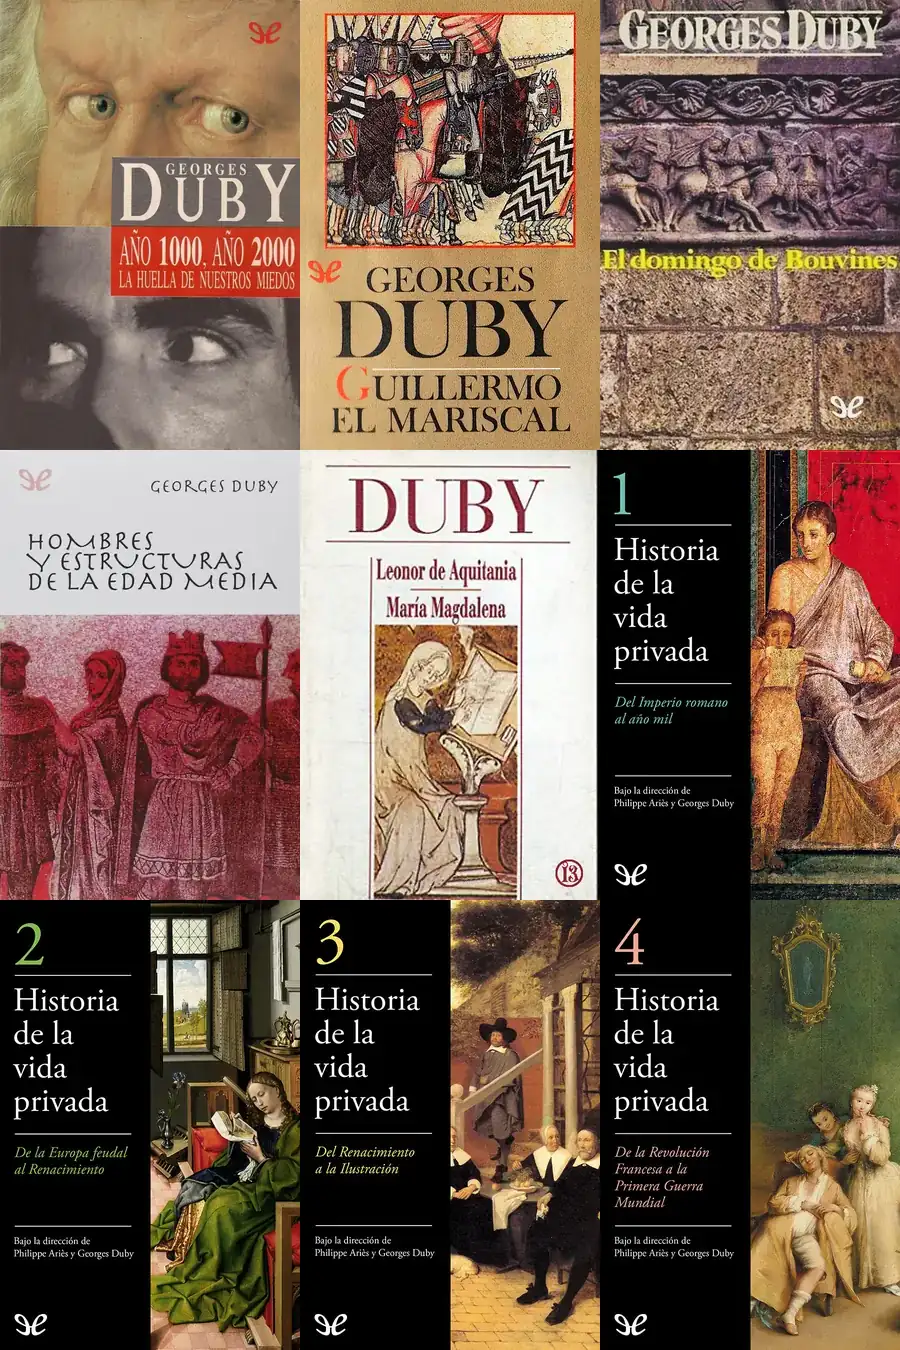 GEORGES
DUBY
AÑO 1000, AÑO 2000
LA HUELLA DE NUESTROS MIEDOS
GEORGES
DUBY
GUILLERMO
EL MARISCAL
GEORGES DUBY
El domingo de Bouvines
GEORGES DUBY
HOMBRES
Y ESTRUCTURAS
DE LA EDAD MEDIA
DUBY
Leonor de Aquitania
María Magdalena
13
1
Historia
de la
vida
privada
Del Imperio romano
al año mil
Bajo la dirección de
Philippe Ariès y Georges Duby
2
Historia
de la
vida
privada
De la Europa feudal
al Renacimiento
Bajo la dirección de
Philippe Ariès y Georges Duby
3
Historia
de la
vida
privada
Del Renacimiento
a la Ilustración
Bajo la dirección de
Philippe Ariès y Georges Duby
4
Historia
de la
vida
privada
De la Revolución
Francesa a la
Primera Guerra
Mundial
Bajo la dirección de
Philippe Ariès y Georges Duby